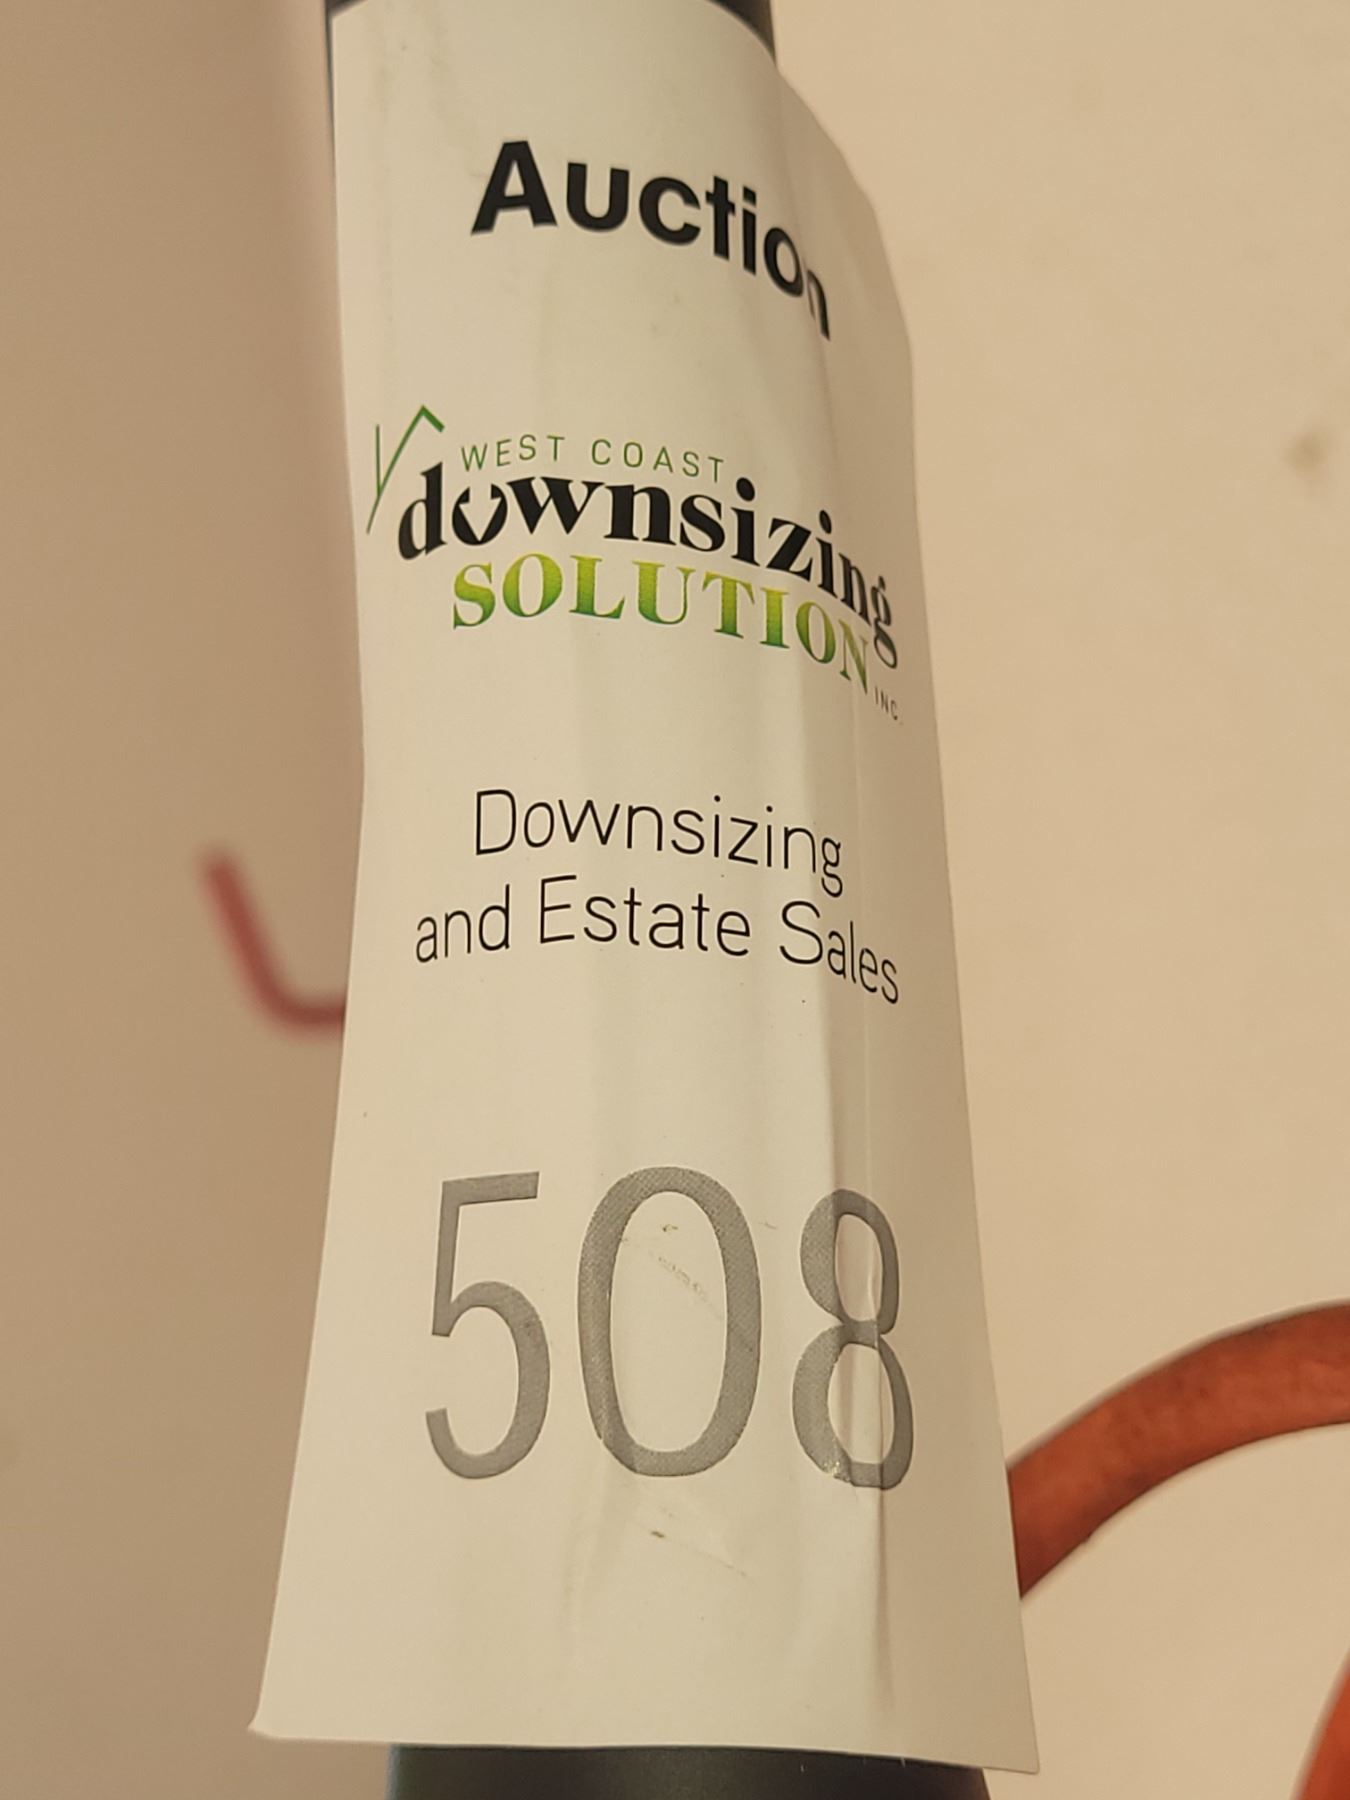 Auction
WEST COAST
downsizing
SOLUTION
INC.
Downsizing
and Estate Sales
508